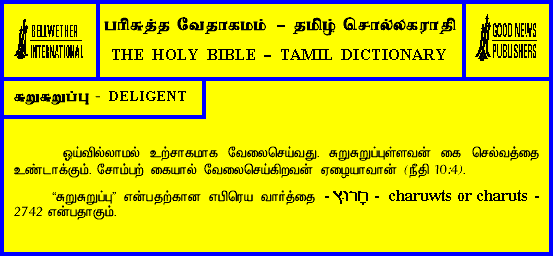 BELLWETHER
INTERNATIONAL
பரிசுத்த வேதாகமம் – தமிழ் சொல்லகராதி
THE HOLY BIBLE – TAMIL DICTIONARY
GOOD NEWS
PUBLISHERS
சுறுசுறுப்பு - DELIGENT
ஓய்வில்லாமல் உற்சாகமாக வேலைசெய்வது. சுறுசுறுப்புள்ளவன் கை செல்வத்தை
உண்டாக்கும். சோம்பற் கையால் வேலைசெய்கிறவன் ஏழையாவான் (நீதி 10:4).
“சுறுசுறுப்பு” என்பதற்கான எபிரெய வார்த்தை - חָרוּץ - charuwts or charuts -
2742 என்பதாகும்.